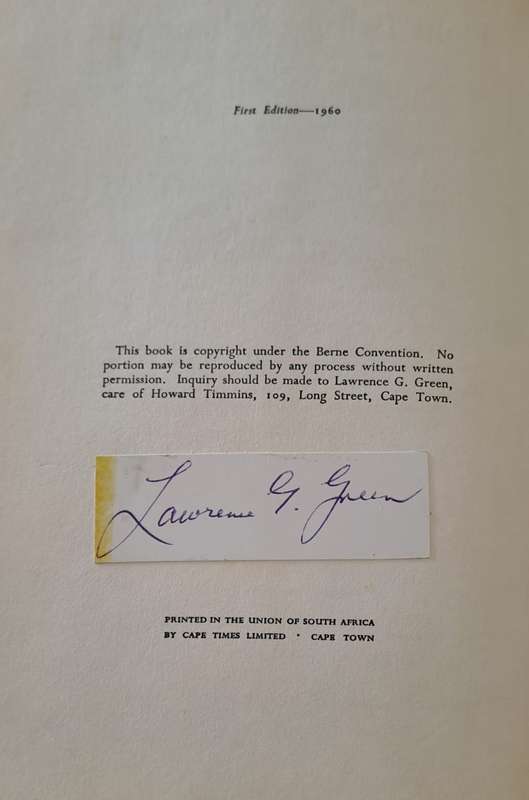 First Edition—1960
This book is copyright under the Berne Convention. No
portion may be reproduced by any process without written
permission. Inquiry should be made to Lawrence G. Green,
care of Howard Timmins, 109, Long Street, Cape Town.
Lawrence G. Green
PRINTED IN THE UNION OF SOUTH AFRICA
BY CAPE TIMES LIMITED · CAPE TOWN